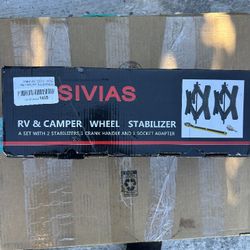 SIVIAS
RV & CAMPER WHEEL STABILIZER
A SET WITH 2 STABILIZERS,1 CRANK HANDLE AND 1 SOCKET ADAPTER